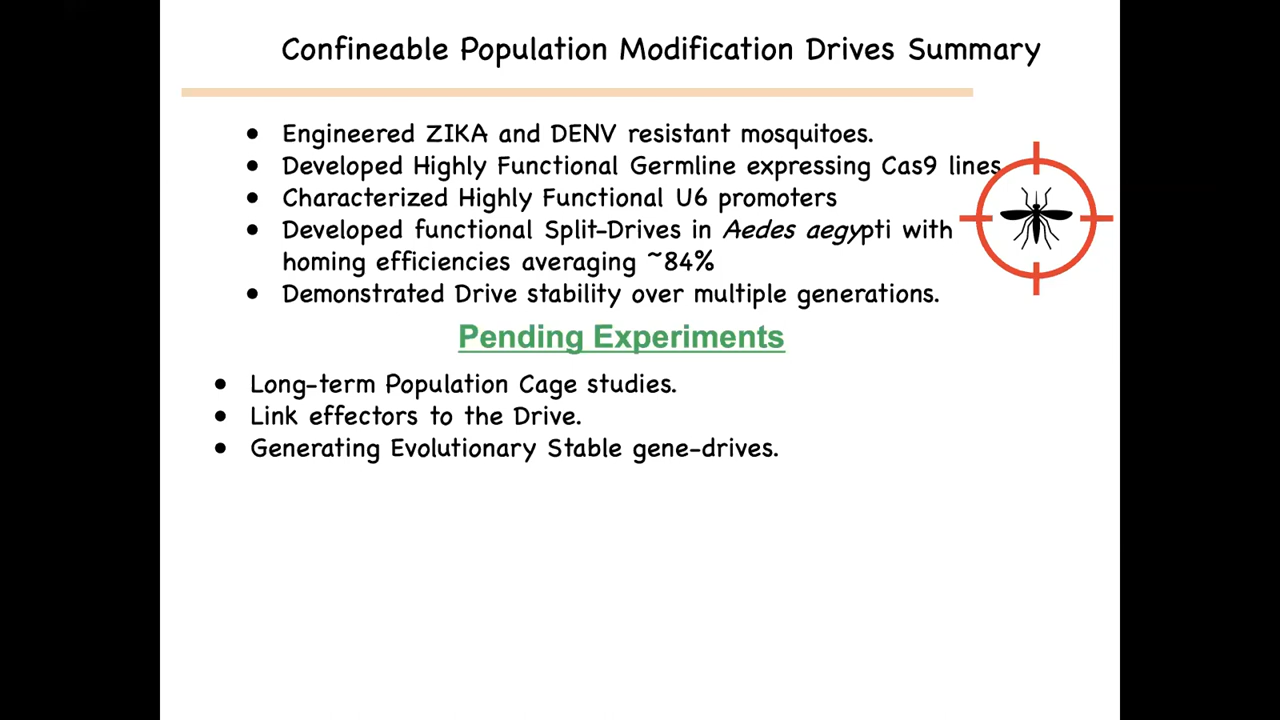 Confineable Population Modification Drives Summary
● Engineered ZIKA and DENV resistant mosquitoes.
● Developed Highly Functional Germline expressing Cas9 lines
● Characterized Highly Functional U6 promoters
● Developed functional Split-Drives in Aedes aegypti with
homing efficiencies averaging ~84%
● Demonstrated Drive stability over multiple generations.
Pending Experiments
● Long-term Population Cage studies.
● Link effectors to the Drive.
● Generating Evolutionary Stable gene-drives.